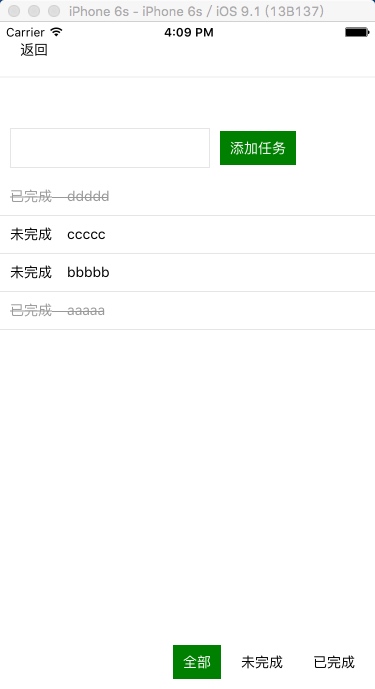 iPhone 6s - iPhone 6s / iOS 9.1 (13B137)
Carrier 4:09 PM
返回
添加任务
已完成 ddddd
未完成 ccccc
未完成 bbbbb
已完成 aaaaa
全部 未完成 已完成